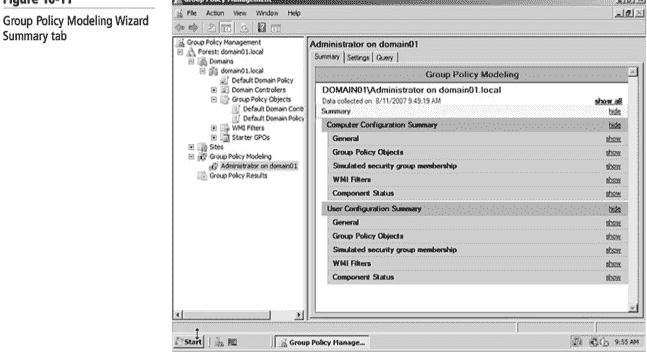 Group Policy Modeling Wizard
Summary tab
File Action View Window Help
Group Policy Management
Forest: domain01.local
Domains
domain01.local
Default Domain Policy
Domain Controllers
Group Policy Objects
Default Domain Cont
Default Domain Policy
WMI Filters
Starter GPOs
Sites
Group Policy Modeling
Administrator on domain01
Group Policy Results
Administrator on domain01
Summary Settings Query
Group Policy Modeling
DOMAIN01\Administrator on domain01.local
Data collected on: 8/11/2007 9:49:19 AM show all
Summary hide
Computer Configuration Summary hide
General show
Group Policy Objects show
Simulated security group membership show
WMI Filters show
Component Status show
User Configuration Summary hide
General show
Group Policy Objects show
Simulated security group membership show
WMI Filters show
Component Status show
Start Group Policy Manage... 9:55 AM